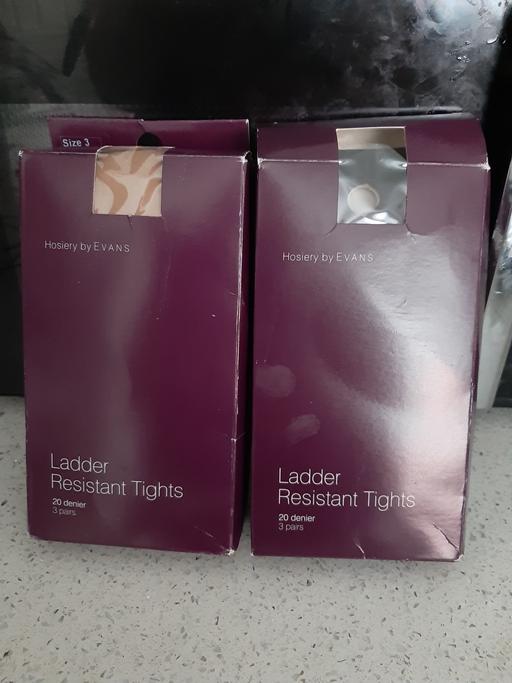 Size 3
Hosiery by EVANS
Ladder
Resistant Tights
20 denier
3 pairs
Hosiery by EVANS
Ladder
Resistant Tights
20 denier
3 pairs